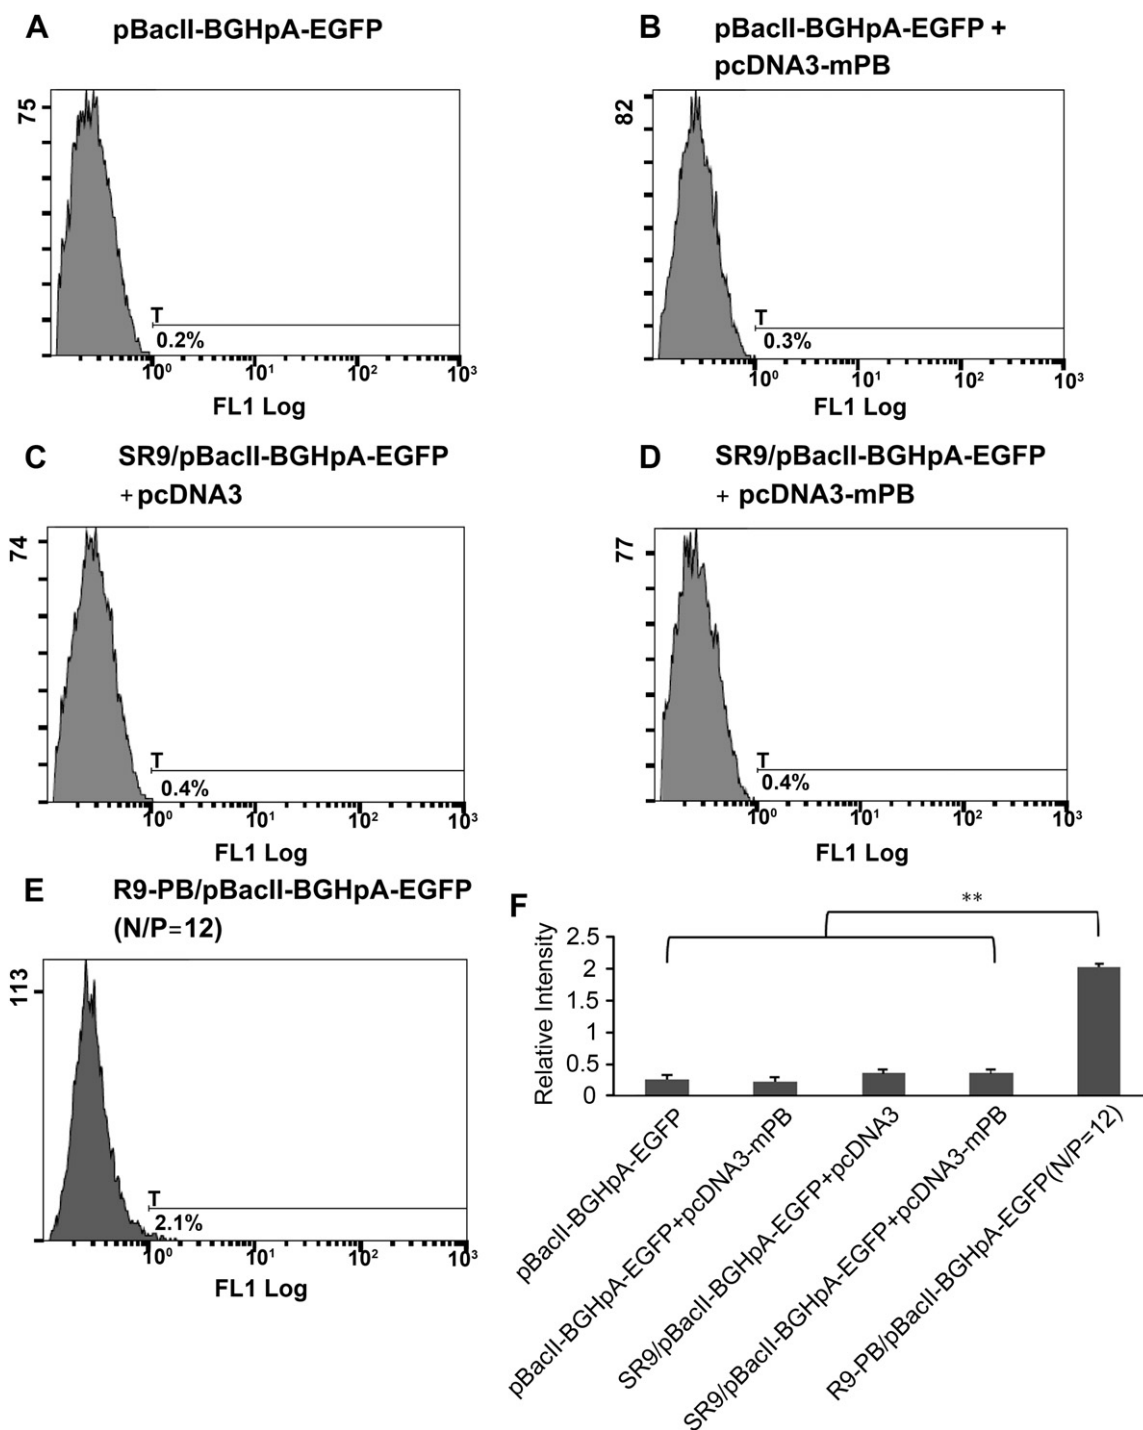 A pBacII-BGHpA-EGFP
75
T
0.2%
10⁰ 10¹ 10² 10³
FL1 Log
B pBacII-BGHpA-EGFP +
pcDNA3-mPB
82
T
0.3%
10⁰ 10¹ 10² 10³
FL1 Log
C SR9/pBacII-BGHpA-EGFP
+ pcDNA3
74
T
0.4%
10⁰ 10¹ 10² 10³
FL1 Log
D SR9/pBacII-BGHpA-EGFP
+ pcDNA3-mPB
77
T
0.4%
10⁰ 10¹ 10² 10³
FL1 Log
E R9-PB/pBacII-BGHpA-EGFP
(N/P=12)
113
T
2.1%
10⁰ 10¹ 10² 10³
FL1 Log
F
**
Relative Intensity
2.5
2
1.5
1
0.5
0
pBacII-BGHpA-EGFP
pBacII-BGHpA-EGFP+pcDNA3-mPB
SR9/pBacII-BGHpA-EGFP+pcDNA3
SR9/pBacII-BGHpA-EGFP+pcDNA3-mPB
R9-PB/pBacII-BGHpA-EGFP(N/P=12)